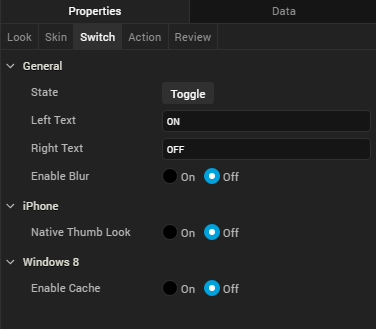 Properties Data
Look Skin Switch Action Review
General
State Toggle
Left Text ON
Right Text OFF
Enable Blur On Off
iPhone
Native Thumb Look On Off
Windows 8
Enable Cache On Off